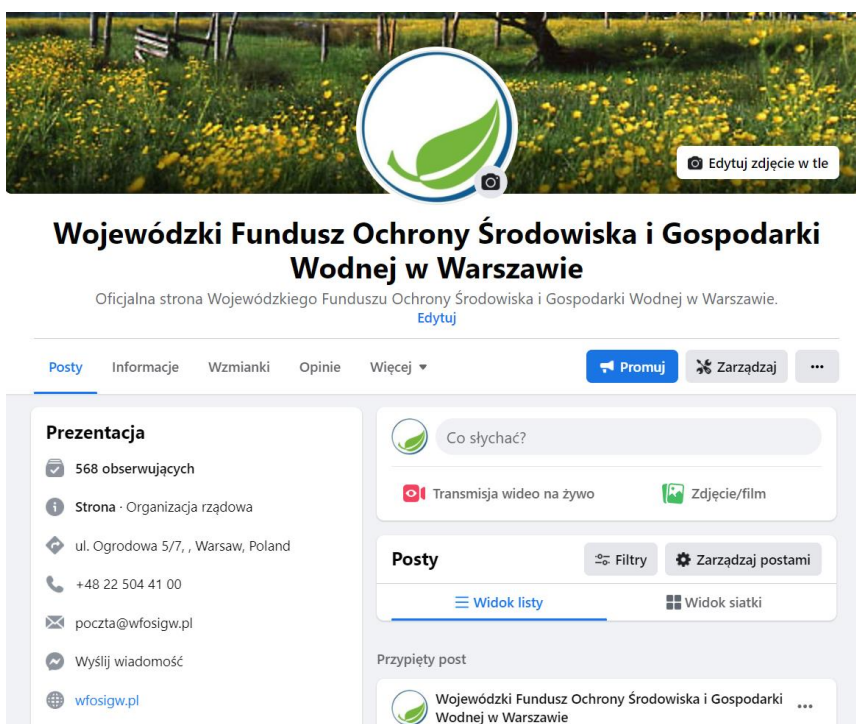 Edytuj zdjęcie w tle
Wojewódzki Fundusz Ochrony Środowiska i Gospodarki
Wodnej w Warszawie
Oficjalna strona Wojewódzkiego Funduszu Ochrony Środowiska i Gospodarki Wodnej w Warszawie.
Edytuj
Posty Informacje Wzmianki Opinie Więcej Promuj Zarządzaj
Prezentacja
568 obserwujących
Strona · Organizacja rządowa
ul. Ogrodowa 5/7, , Warsaw, Poland
+48 22 504 41 00
poczta@wfosigw.pl
Wyślij wiadomość
wfosigw.pl
Co słychać?
Transmisja wideo na żywo Zdjęcie/film
Posty Filtry Zarządzaj postami
Widok listy Widok siatki
Przypięty post
Wojewódzki Fundusz Ochrony Środowiska i Gospodarki
Wodnej w Warszawie